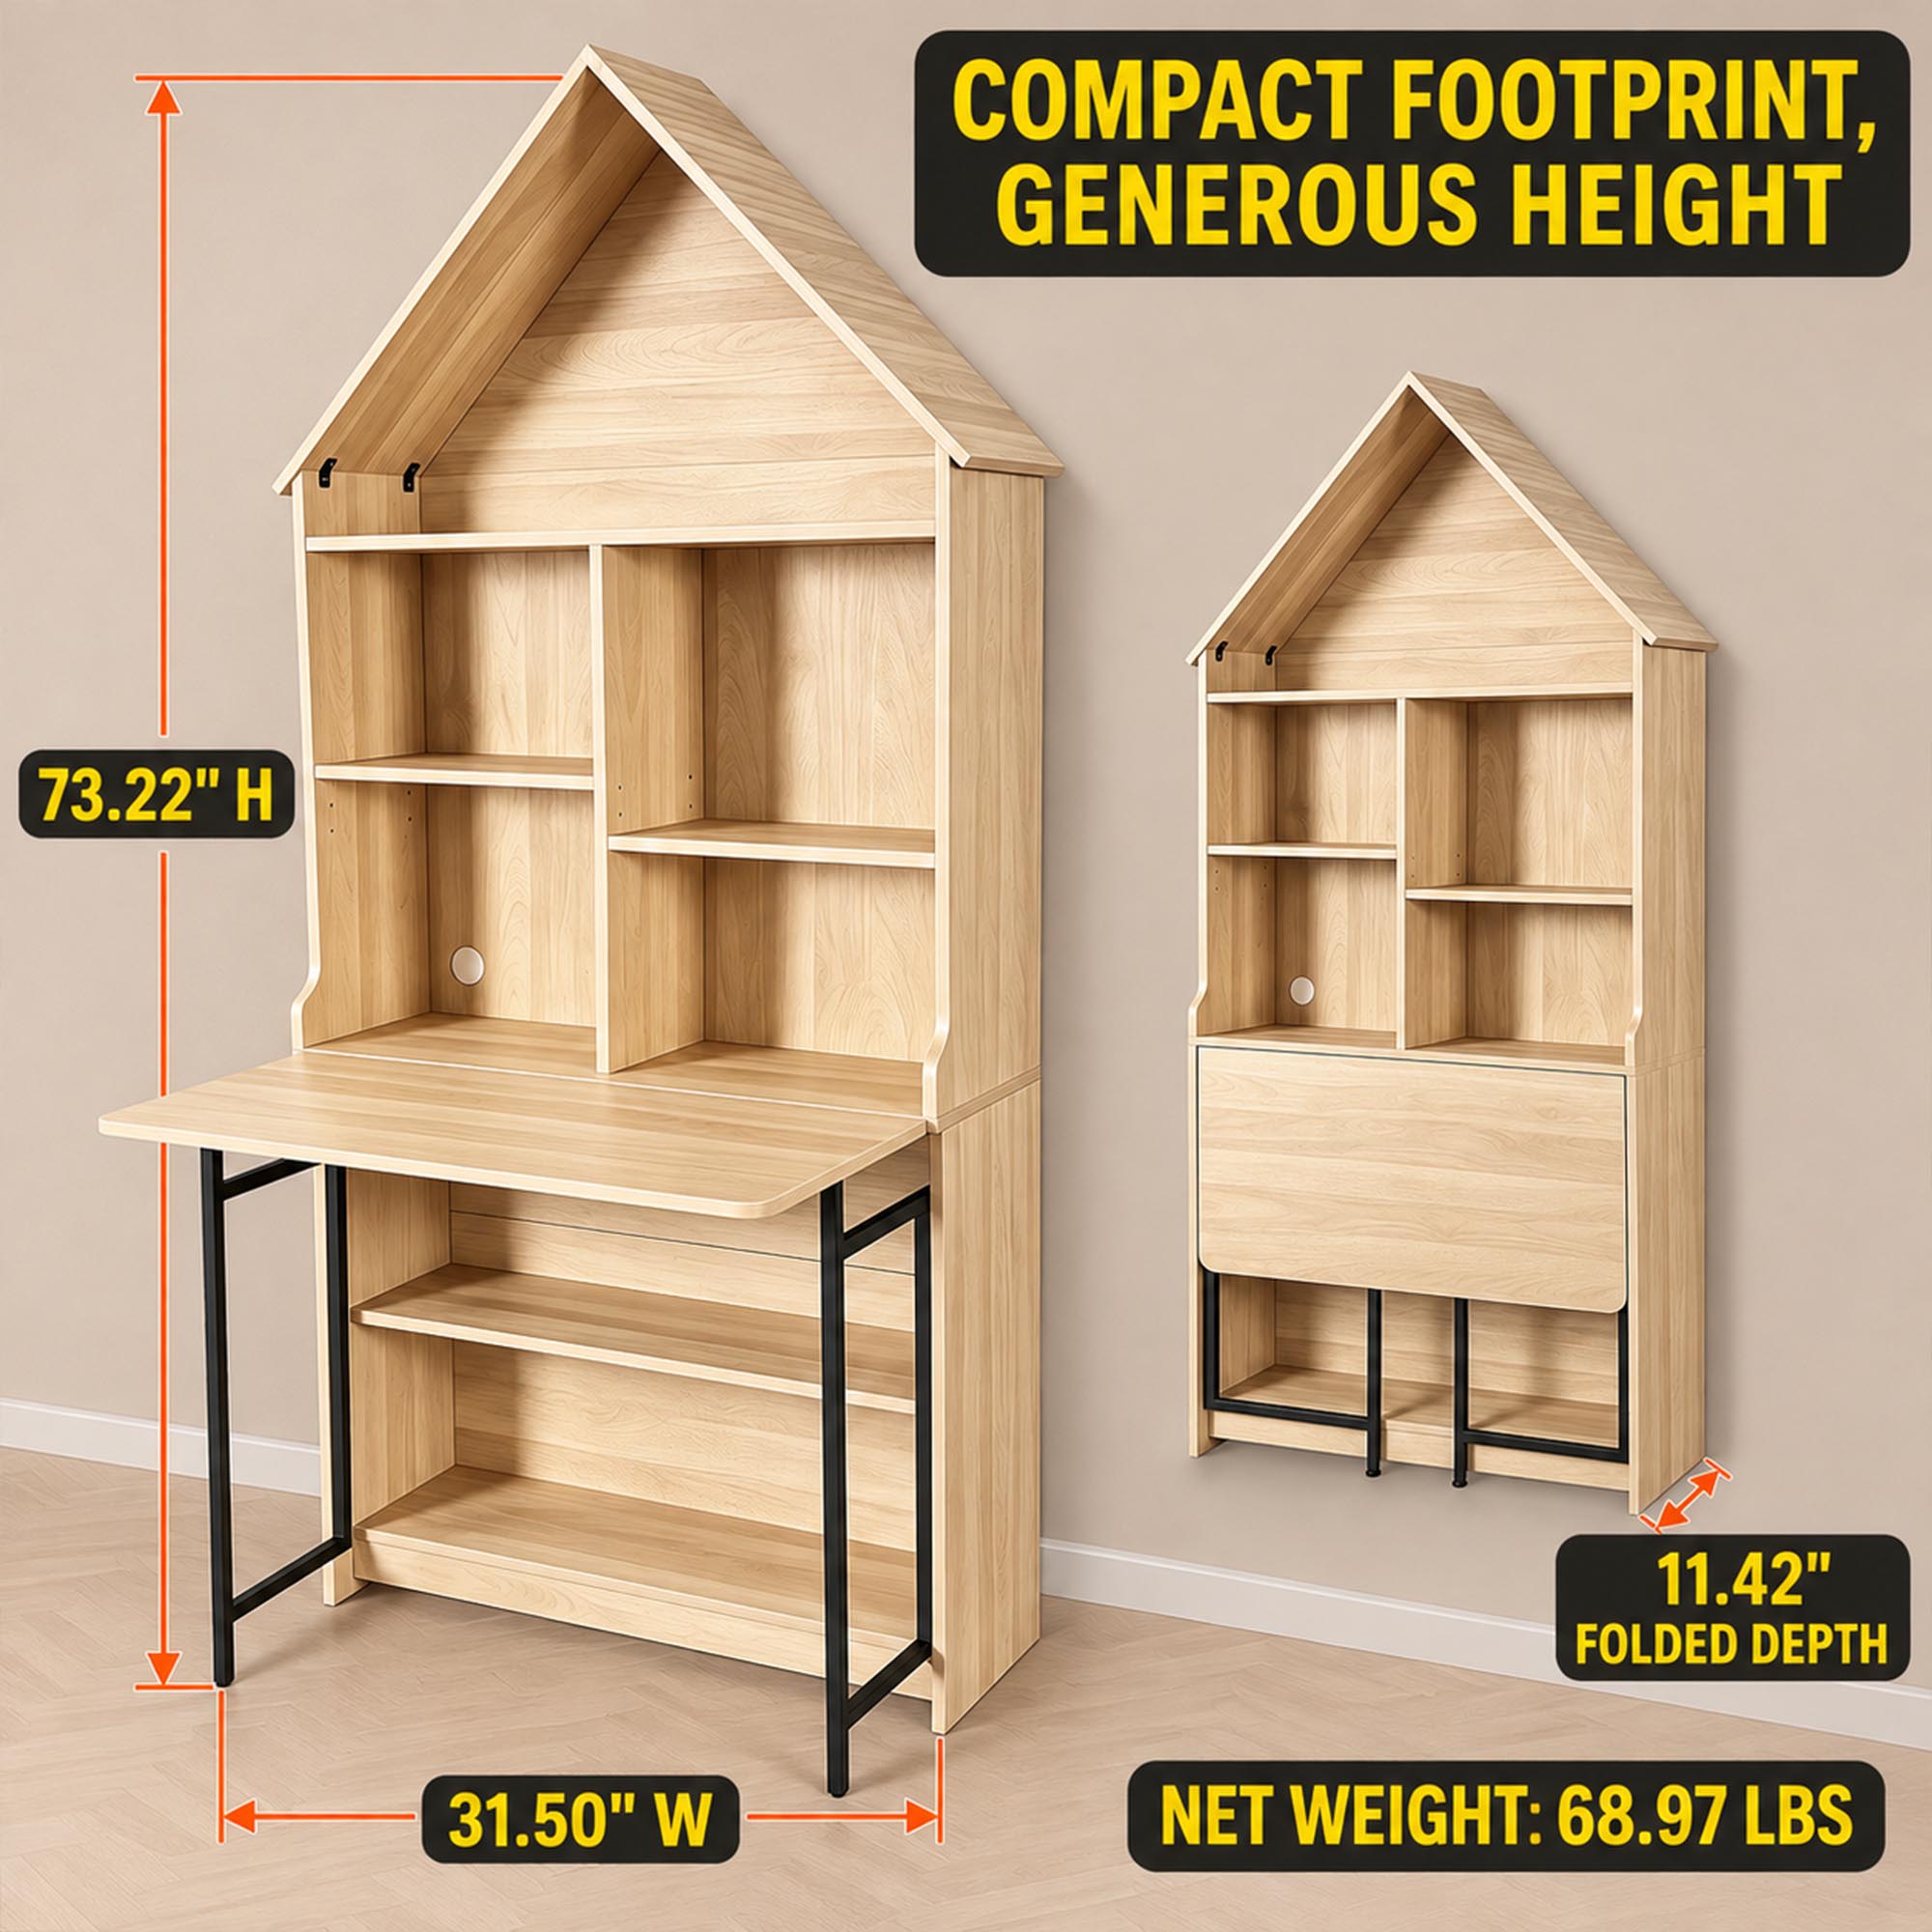 COMPACT FOOTPRINT,
GENEROUS HEIGHT
73.22" H
11.42"
FOLDED DEPTH
31.50" W
NET WEIGHT: 68.97 LBS